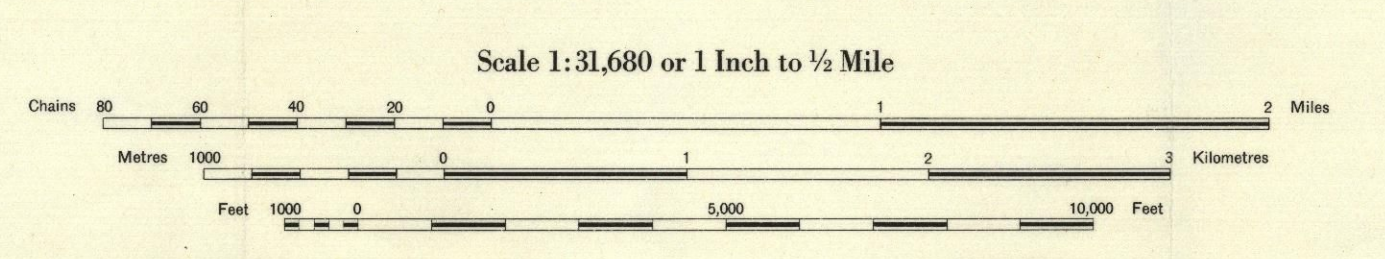 Scale 1:31,680 or 1 Inch to ½ Mile
Chains 80 60 40 20 0 1 2 Miles
Metres 1000 0 1 2 3 Kilometres
Feet 1000 0 5,000 10,000 Feet